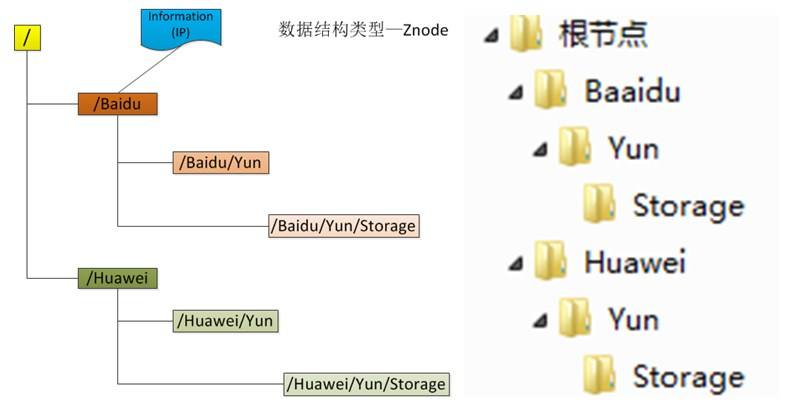 Information
(IP)
数据结构类型—Znode
/
/Baidu
/Baidu/Yun
/Baidu/Yun/Storage
/Huawei
/Huawei/Yun
/Huawei/Yun/Storage
根节点
Baaidu
Yun
Storage
Huawei
Yun
Storage